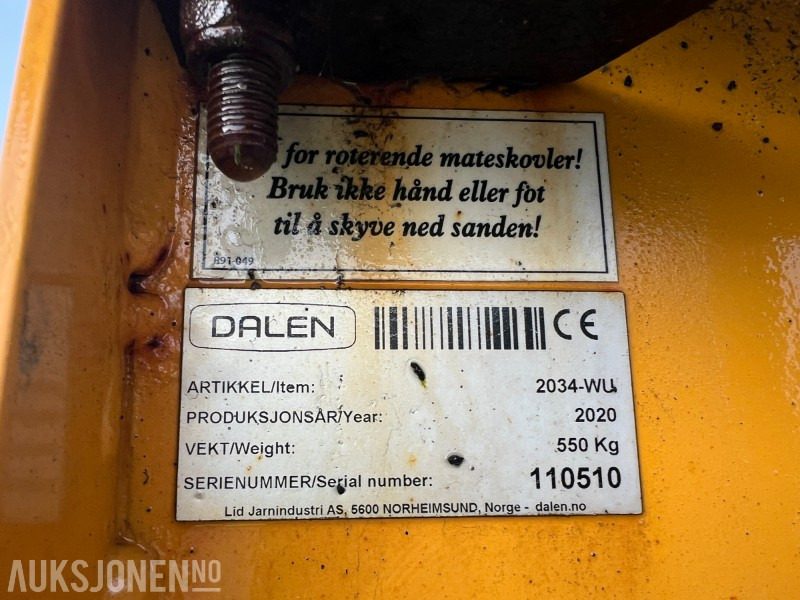 for roterende mateskovler!
Bruk ikke hånd eller fot
til å skyve ned sanden!
891-049
DALEN
CE
ARTIKKEL/Item: 2034-WU
PRODUKSJONSÅR/Year: 2020
VEKT/Weight: 550 Kg
SERIENUMMER/Serial number: 110510
Lid Jarnindustri AS, 5600 NORHEIMSUND, Norge - dalen.no
AUKSJONEN.NO